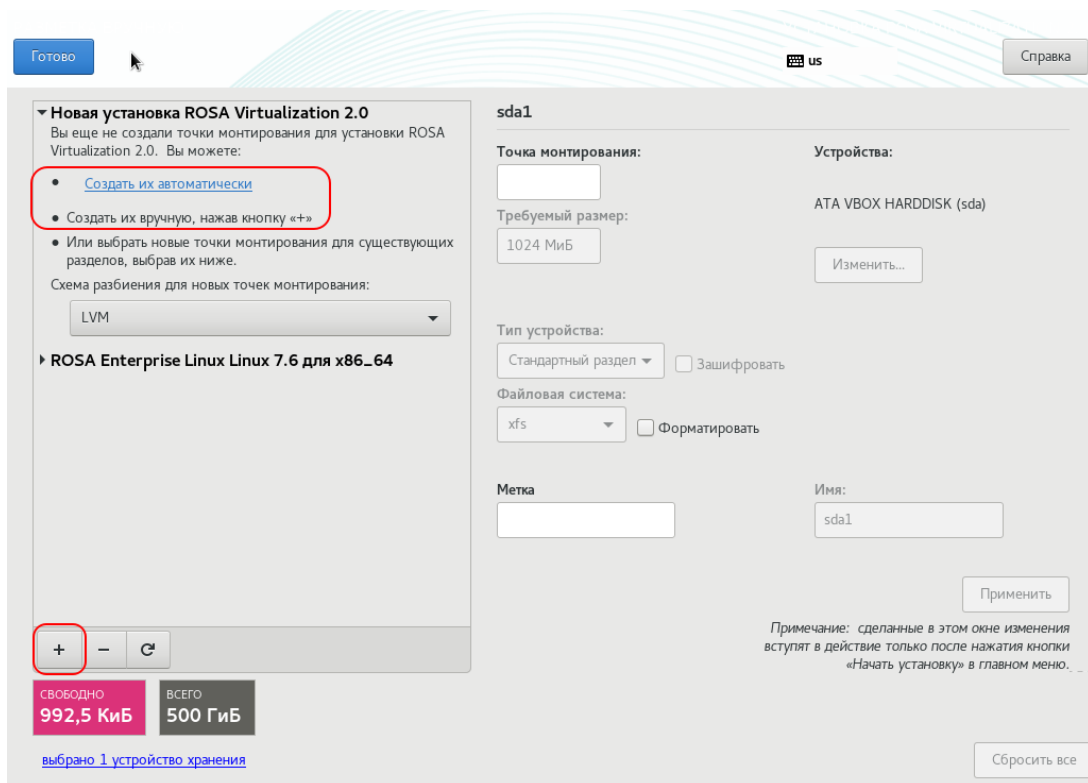 Готово
us
Справка
Новая установка ROSA Virtualization 2.0
Вы еще не создали точки монтирования для установки ROSA
Virtualization 2.0. Вы можете:
• Создать их автоматически
• Создать их вручную, нажав кнопку «+»
• Или выбрать новые точки монтирования для существующих
разделов, выбрав их ниже.
Схема разбиения для новых точек монтирования:
LVM
ROSA Enterprise Linux Linux 7.6 для x86_64
+ −
СВОБОДНО
992,5 КиБ
ВСЕГО
500 ГиБ
выбрано 1 устройство хранения
sda1
Точка монтирования:
Требуемый размер:
1024 МиБ
Устройства:
ATA VBOX HARDDISK (sda)
Изменить...
Тип устройства:
Стандартный раздел
Зашифровать
Файловая система:
xfs
Форматировать
Метка
Имя:
sda1
Применить
Примечание: сделанные в этом окне изменения
вступят в действие только после нажатия кнопки
«Начать установку» в главном меню.
Сбросить все